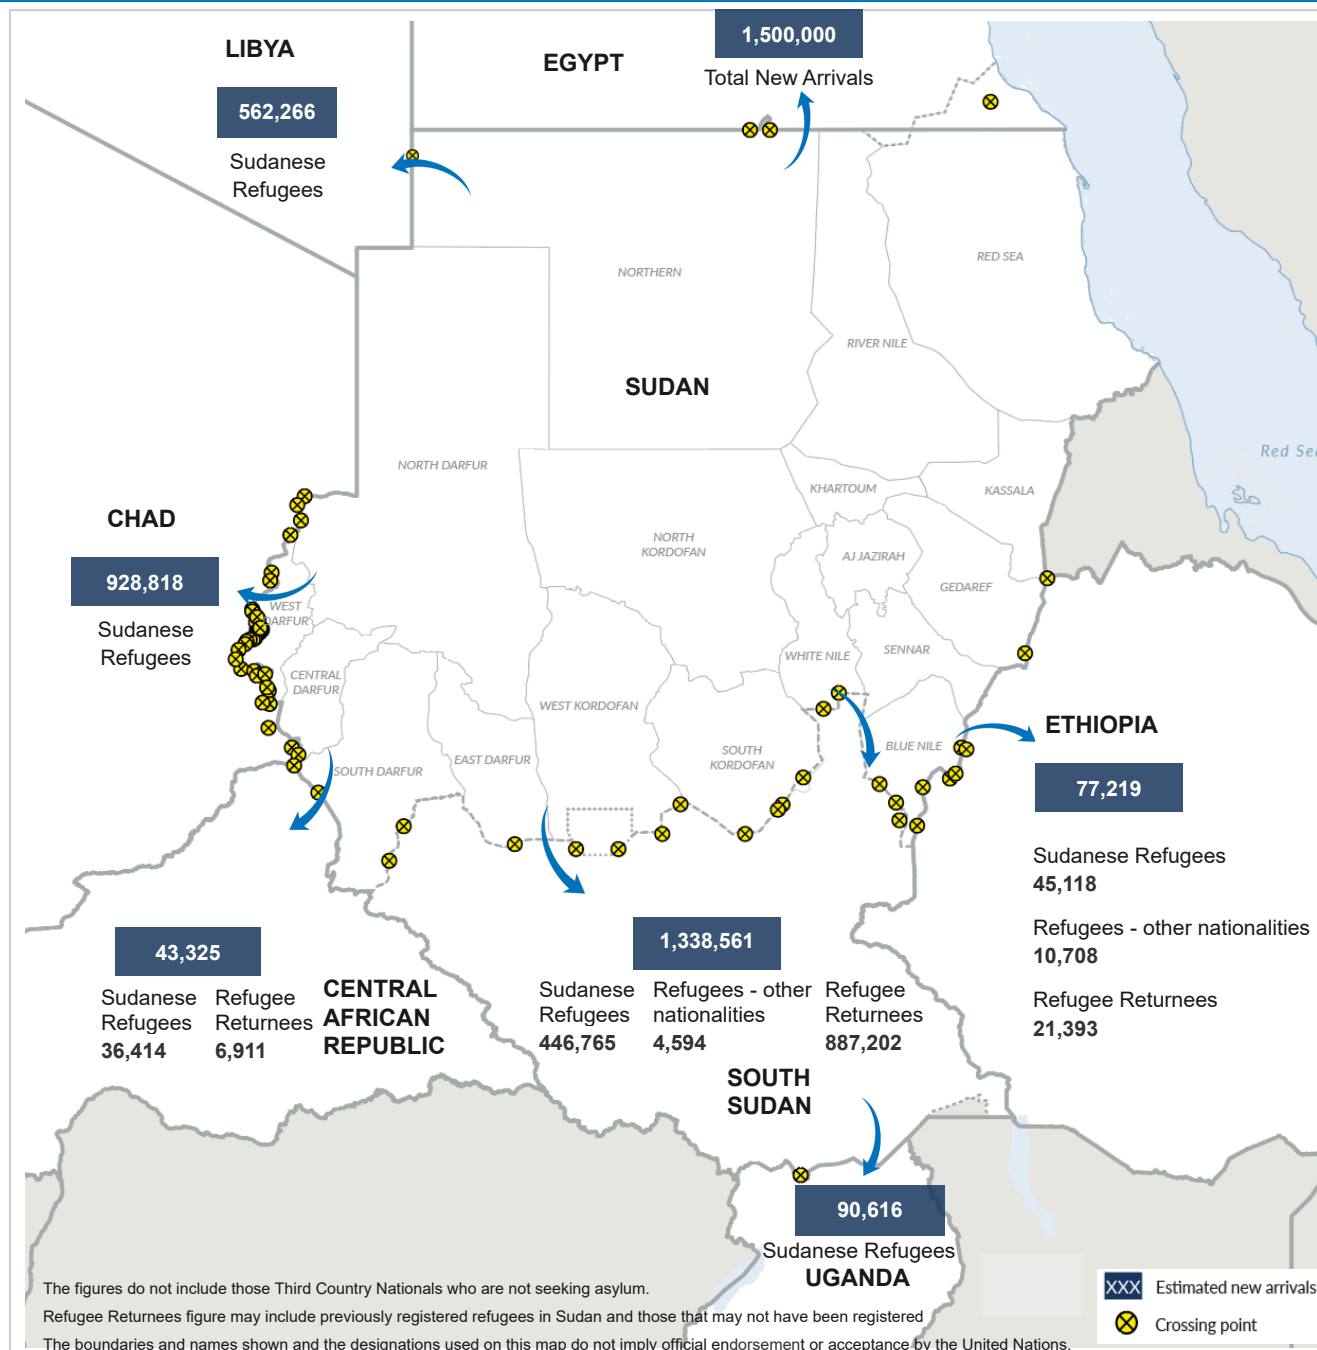 LIBYA
562,266
Sudanese
Refugees
EGYPT
1,500,000
Total New Arrivals
NORTHERN
RED SEA
RIVER NILE
SUDAN
Red Sea
NORTH DARFUR
KHARTOUM
KASSALA
CHAD
928,818
Sudanese
Refugees
NORTH
KORDOFAN
AJ JAZIRAH
GEDAREF
WEST
DARFUR
CENTRAL
DARFUR
WHITE NILE
SENNAR
WEST KORDOFAN
SOUTH
KORDOFAN
BLUE NILE
EAST DARFUR
SOUTH DARFUR
ETHIOPIA
77,219
Sudanese Refugees
45,118
Refugees - other nationalities
10,708
Refugee Returnees
21,393
43,325
Sudanese
Refugees
36,414
Refugee
Returnees
6,911
CENTRAL
AFRICAN
REPUBLIC
1,338,561
Sudanese
Refugees
446,765
Refugees - other
nationalities
4,594
Refugee
Returnees
887,202
SOUTH
SUDAN
90,616
Sudanese Refugees
UGANDA
The figures do not include those Third Country Nationals who are not seeking asylum.
Refugee Returnees figure may include previously registered refugees in Sudan and those that may not have been registered
The boundaries and names shown and the designations used on this map do not imply official endorsement or acceptance by the United Nations.
XXX Estimated new arrivals
Crossing point